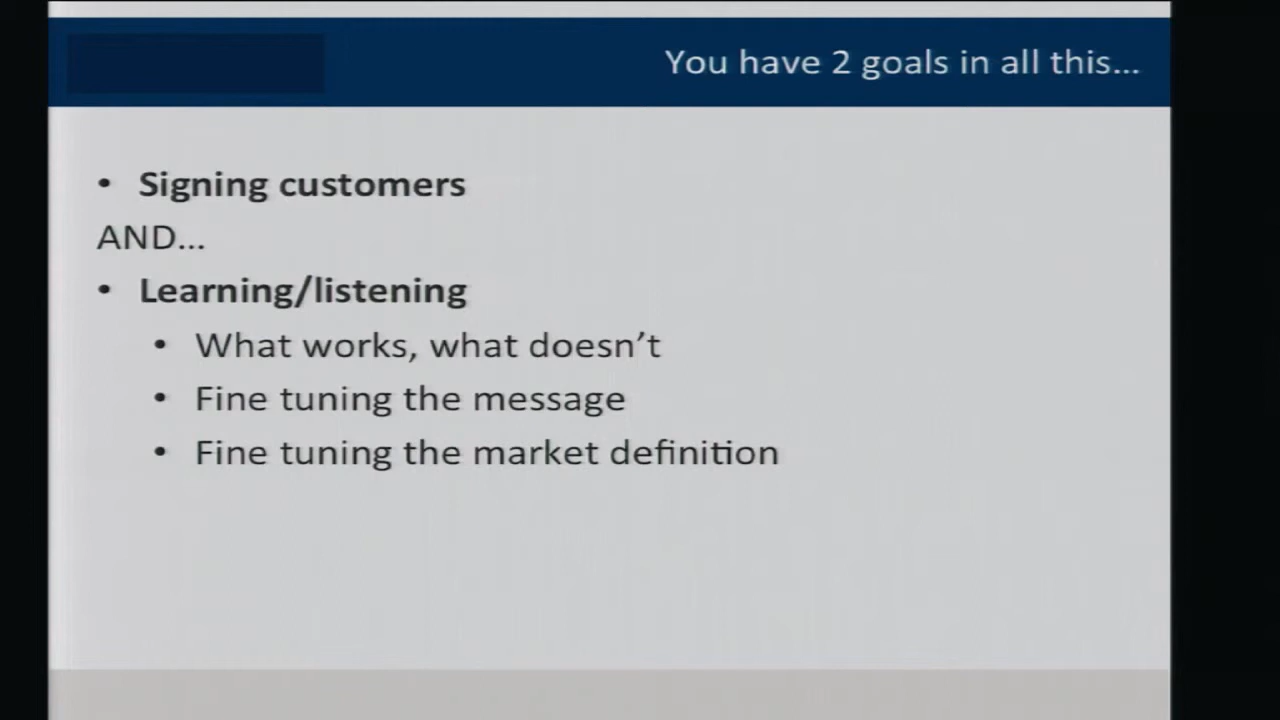 You have 2 goals in all this...
• Signing customers
AND...
• Learning/listening
• What works, what doesn’t
• Fine tuning the message
• Fine tuning the market definition